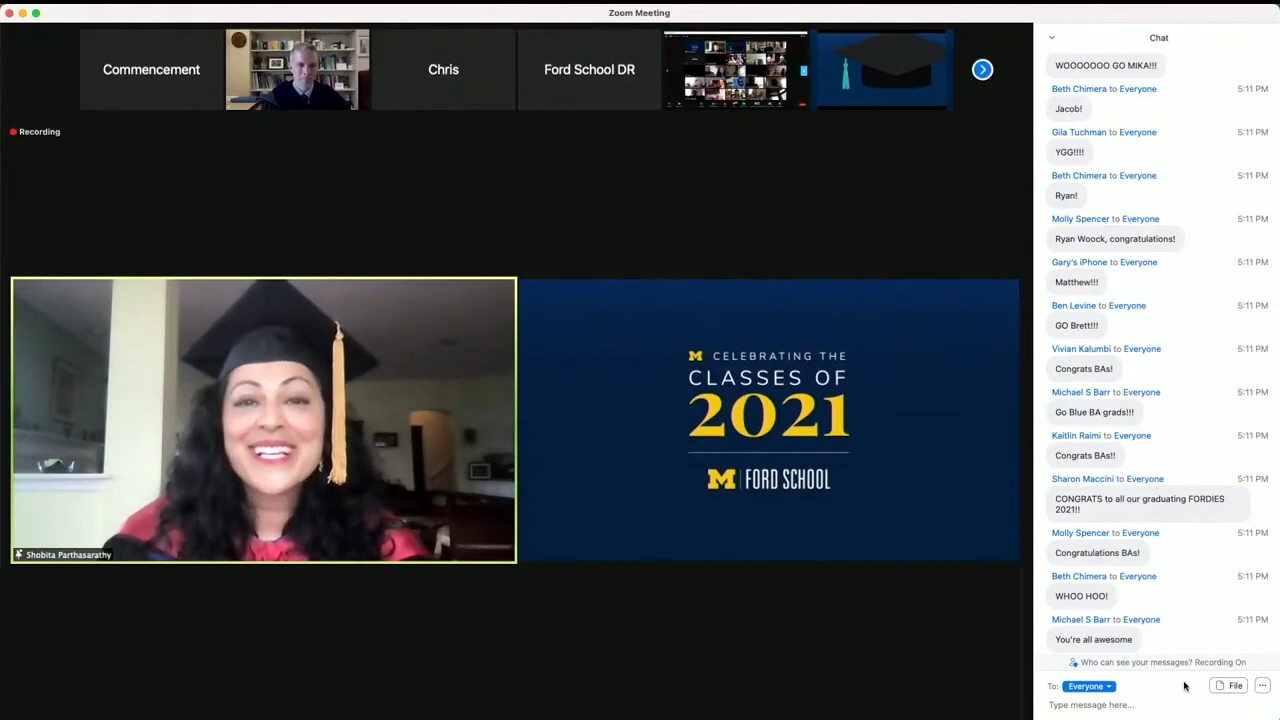 Zoom Meeting
Commencement
Chris
Ford School DR
Recording
M CELEBRATING THE
CLASSES OF
2021
M FORD SCHOOL
Shobita Parthasarathy
Chat
WOOOOOOO GO MIKA!!!
Beth Chimera to Everyone 5:11 PM
Jacob!
Gila Tuchman to Everyone 5:11 PM
YGG!!!!
Beth Chimera to Everyone 5:11 PM
Ryan!
Molly Spencer to Everyone 5:11 PM
Ryan Woock, congratulations!
Gary's iPhone to Everyone 5:11 PM
Matthew!!!
Ben Levine to Everyone 5:11 PM
GO Brett!!!
Vivian Kalumbi to Everyone 5:11 PM
Congrats BAs!
Michael S Barr to Everyone 5:11 PM
Go Blue BA grads!!!
Kaitlin Raimi to Everyone 5:11 PM
Congrats BAs!!
Sharon Maccini to Everyone 5:11 PM
CONGRATS to all our graduating FORDIES
2021!!
Molly Spencer to Everyone 5:11 PM
Congratulations BAs!
Beth Chimera to Everyone 5:11 PM
WHOO HOO!
Michael S Barr to Everyone 5:11 PM
You're all awesome
Who can see your messages? Recording On
To: Everyone File
Type message here...